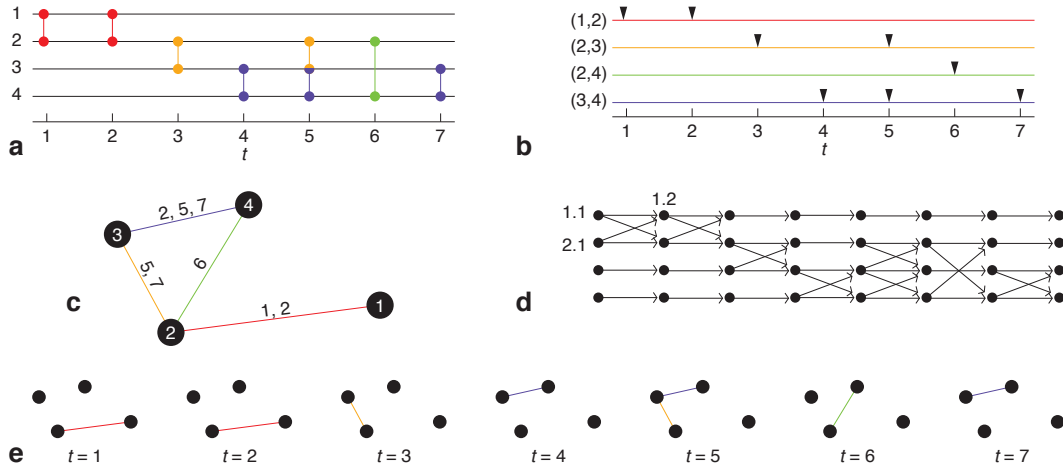 1
2
3
4
1 2 3 4 5 6 7
t
a
(1,2)
(2,3)
(2,4)
(3,4)
1 2 3 4 5 6 7
t
b
3
4
2
1
2, 5, 7
5, 7
6
1, 2
c
1.1
1.2
2.1
d
e
t = 1
t = 2
t = 3
t = 4
t = 5
t = 6
t = 7